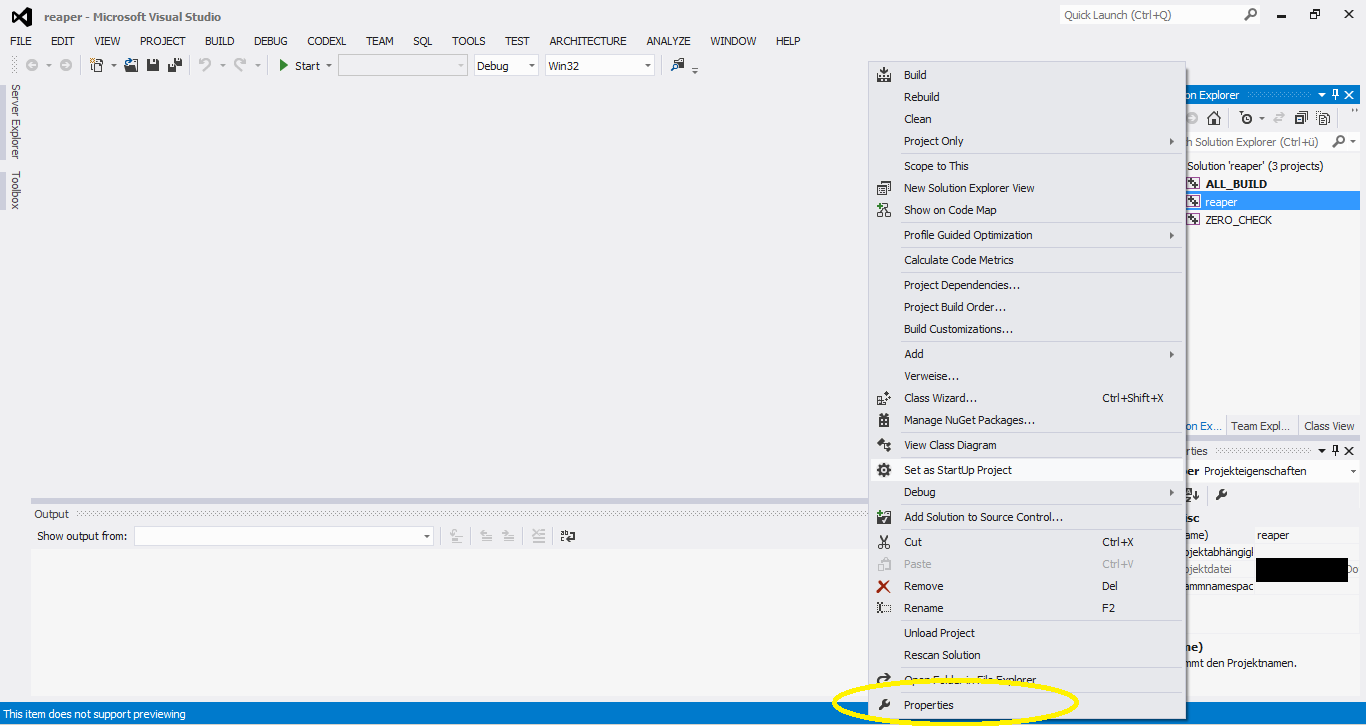 reaper - Microsoft Visual Studio
Quick Launch (Ctrl+Q)
FILE EDIT VIEW PROJECT BUILD DEBUG CODEXL TEAM SQL TOOLS TEST ARCHITECTURE ANALYZE WINDOW HELP
Start Debug Win32
Server Explorer
Toolbox
Build
Rebuild
Clean
Project Only
Scope to This
New Solution Explorer View
Show on Code Map
Profile Guided Optimization
Calculate Code Metrics
Project Dependencies...
Project Build Order...
Build Customizations...
Add
Verweise...
Class Wizard... Ctrl+Shift+X
Manage NuGet Packages...
View Class Diagram
Set as StartUp Project
Debug
Add Solution to Source Control...
Cut Ctrl+X
Paste Ctrl+V
Remove Del
Rename F2
Unload Project
Rescan Solution
Open Folder in File Explorer
Properties
on Explorer
h Solution Explorer (Ctrl+ü)
Solution 'reaper' (3 projects)
ALL_BUILD
reaper
ZERO_CHECK
on Ex... Team Expl... Class View
rties
per Projekteigenschaften
isc
ame) reaper
ojektabhängigl
ojektdatei Do
ammnamespac
me)
mmt den Projektnamen.
Output
Show output from:
This item does not support previewing